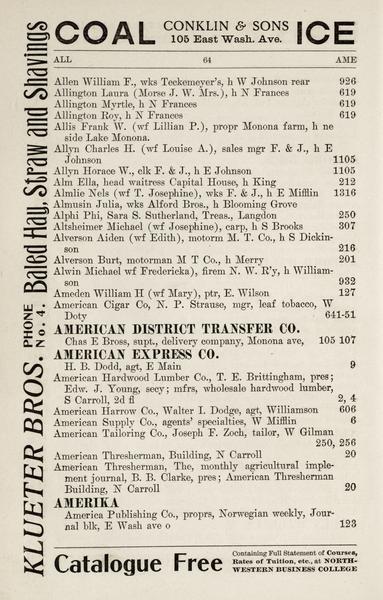 COAL CONKLIN & SONS ICE
105 East Wash. Ave.
ALL 64 AME
Allen William F., wks Teckemeyer's, h W Johnson rear 926
Allington Laura (Morse J. W. Mrs.), h N Frances 619
Allington Myrtle, h N Frances 619
Allington Roy, h N Frances 619
Allis Frank W. (wf Lillian P.), propr Monona farm, h ne
side Lake Monona.
Allyn Charles H. (wf Louise A.), sales mgr F. & J., h E
Johnson 1105
Allyn Horace W., clk F. & J., h E Johnson 1105
Alm Ella, head waitress Capital House, h King 212
Almlie Nels (wf T. Josephine), wks F. & J., h E Mifflin 1316
Almusin Julia, wks Alford Bros., h Blooming Grove
Alphi Phi, Sara S. Sutherland, Treas., Langdon 250
Altsheimer Michael (wf Josephine), carp, h S Brooks 307
Alverson Aiden (wf Edith), motorm M. T. Co., h S Dickin-
son 216
Alverson Burt, motorman M T Co., h Merry 201
Alwin Michael wf Fredericka), firem N. W. R'y, h William-
son 932
Ameden William H (wf Mary), ptr, E. Wilson 127
American Cigar Co, N. P. Strause, mgr, leaf tobacco, W
Doty 641-51
AMERICAN DISTRICT TRANSFER CO.
Chas E Bross, supt., delivery company, Monona ave, 105 107
AMERICAN EXPRESS CO.
H. B. Dodd, agt, E Main 9
American Hardwood Lumber Co., T. E. Brittingham, pres;
Edw. J. Young, secy; mfrs, wholesale hardwood lumber,
S Carroll, 2d fl 2, 4
American Harrow Co., Walter I. Dodge, agt, Williamson 606
American Supply Co., agents' specialties, W Mifflin 6
American Tailoring Co., Joseph F. Zoch, tailor, W Gilman
250, 256
American Thresherman, Building, N Carroll 20
American Thresherman, The, monthly agricultural imple-
ment journal, B. B. Clarke, pres; American Thresherman
Building, N Carroll 20
AMERIKA
America Publishing Co., proprs, Norwegian weekly, Jour-
nal blk, E Wash ave o 123
Catalogue Free
Containing Full Statement of Courses,
Rates of Tuition, etc., at NORTH-
WESTERN BUSINESS COLLEGE
KLUETER BROS. PHONE NO. 4. Baled Hay, Straw and Shavings